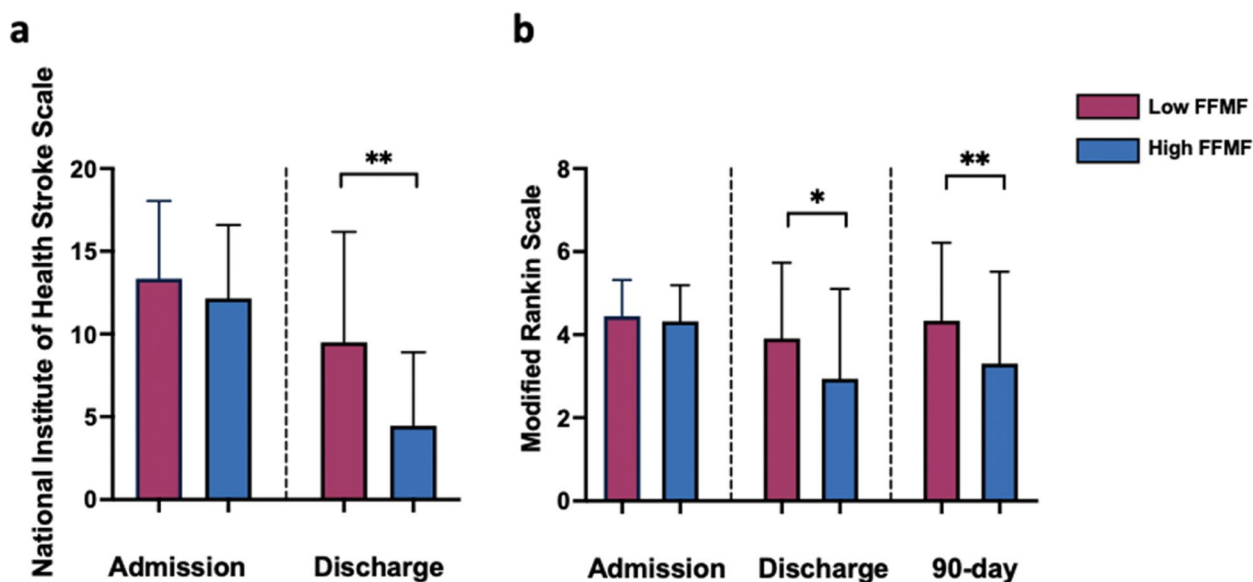 a
National Institute of Health Stroke Scale
20
15
10
5
0
**
Admission
Discharge
b
Modified Rankin Scale
8
6
4
2
0
*
**
Admission
Discharge
90-day
Low FFMF
High FFMF